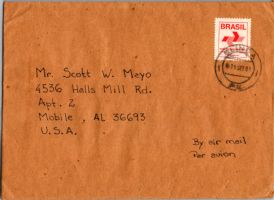 BRASIL
Mr. Scott W. Meyo
4536 Halls Mill Rd.
Apt. 2
Mobile, AL 36693
U.S.A.
By air mail
Par avion